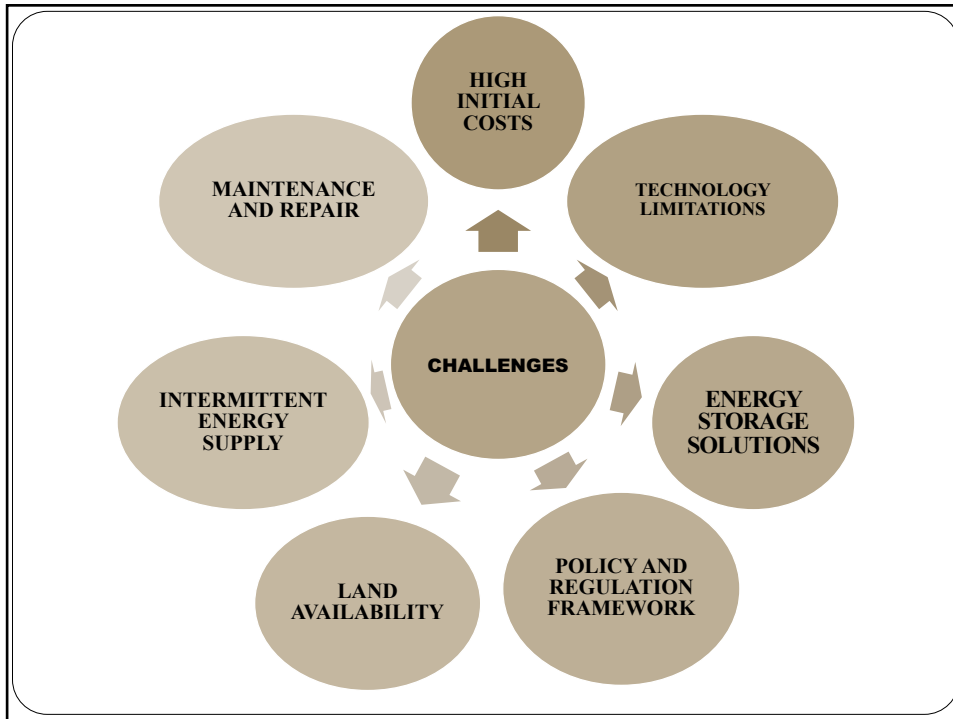 HIGH
INITIAL
COSTS
TECHNOLOGY
LIMITATIONS
ENERGY
STORAGE
SOLUTIONS
POLICY AND
REGULATION
FRAMEWORK
LAND
AVAILABILITY
INTERMITTENT
ENERGY
SUPPLY
MAINTENANCE
AND REPAIR
CHALLENGES